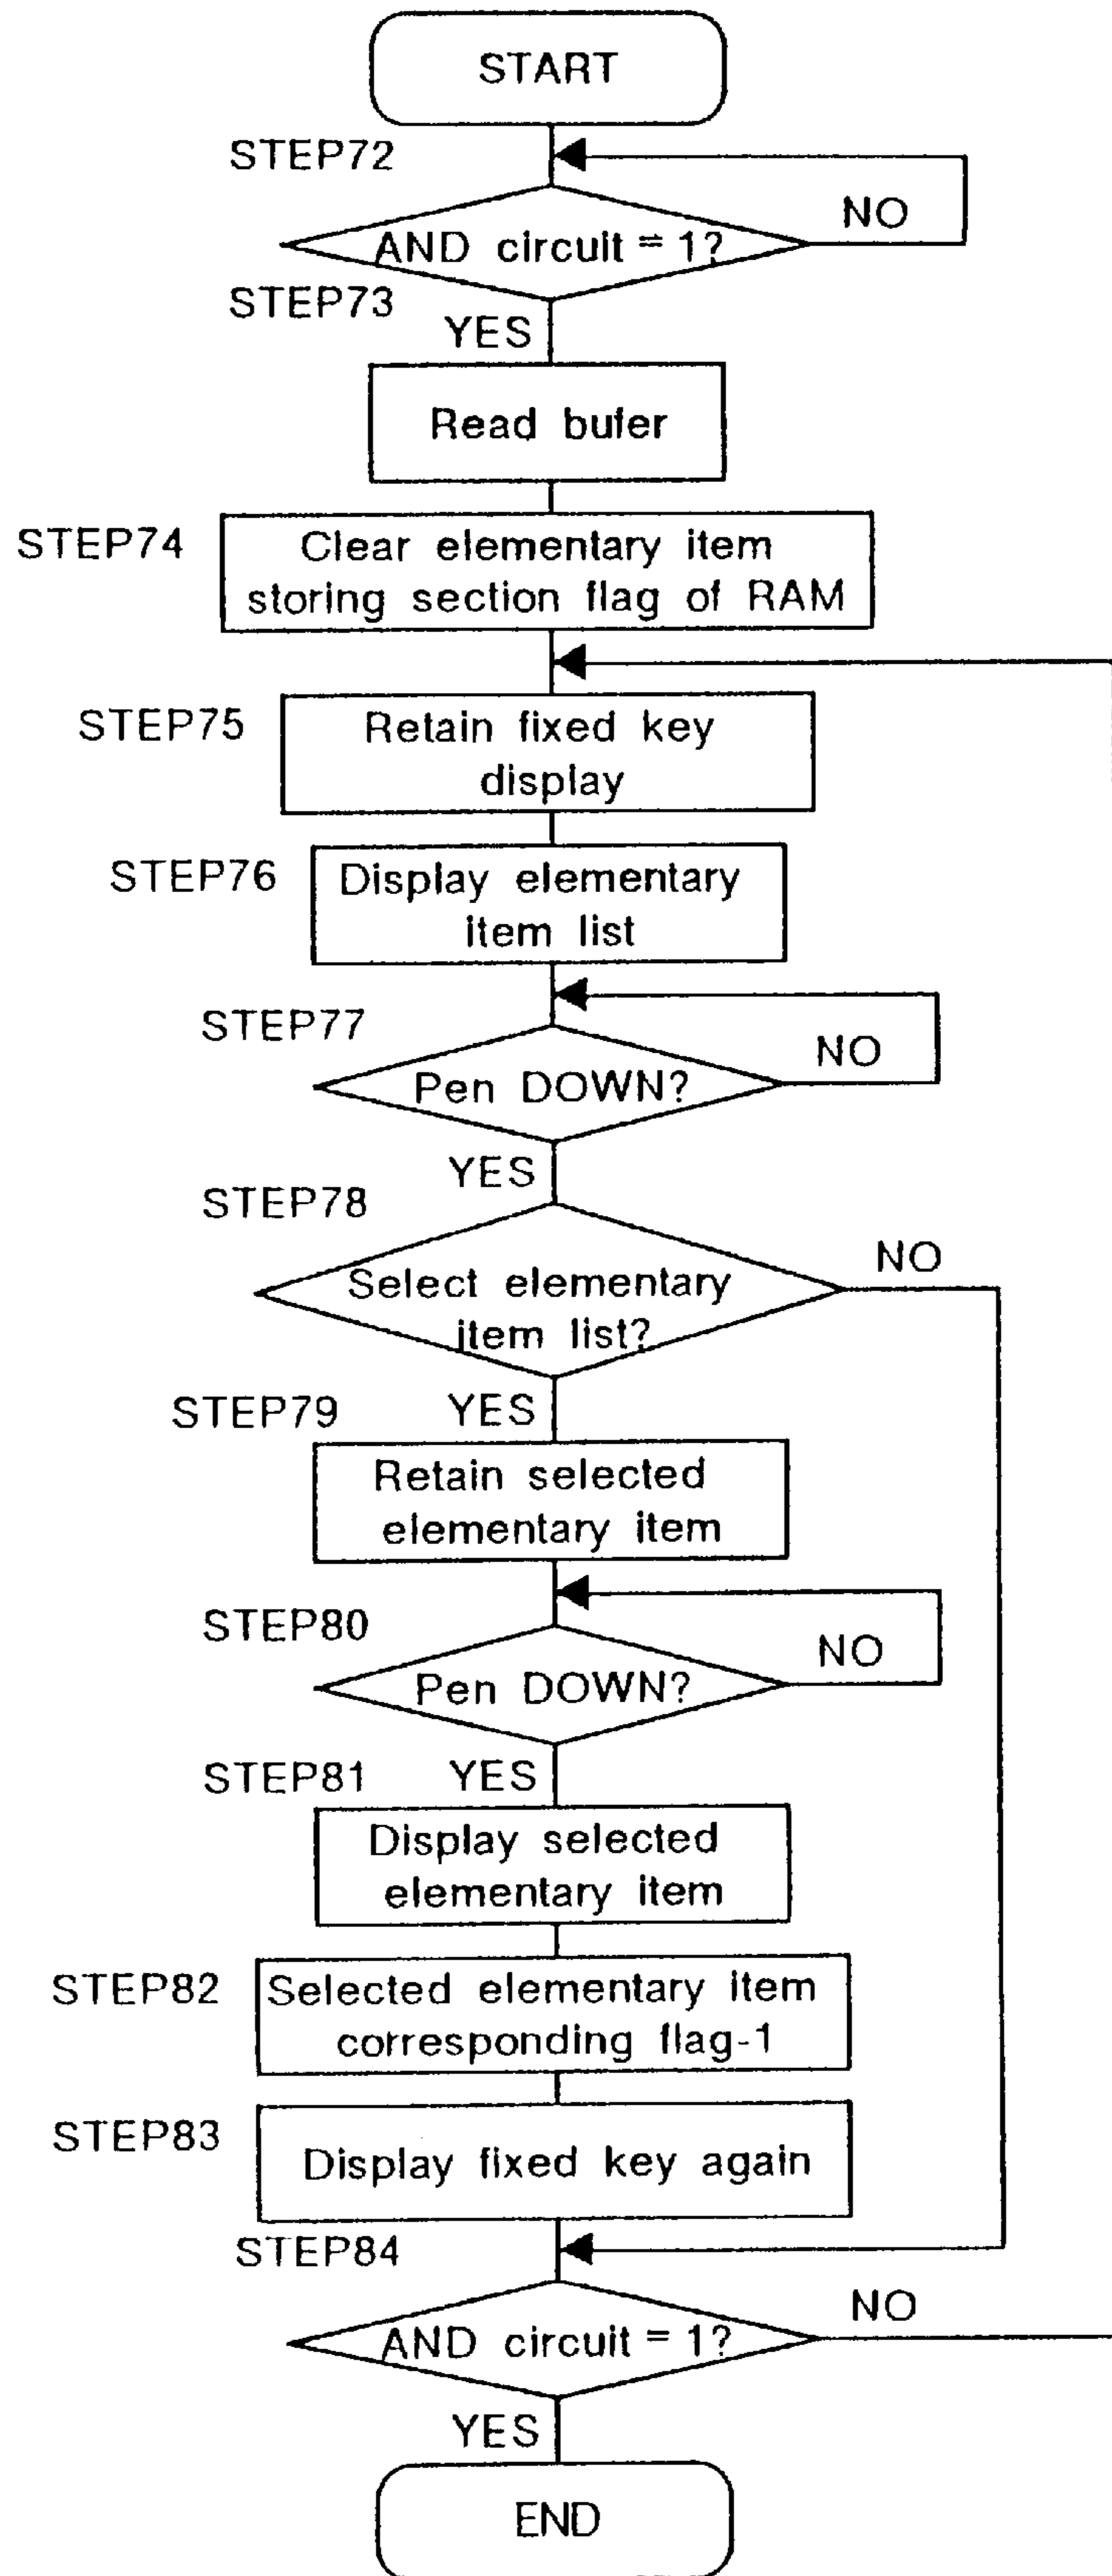 START
STEP72
NO
AND circuit = 1?
STEP73
YES
Read bufer
STEP74
Clear elementary item
storing section flag of RAM
STEP75
Retain fixed key
display
STEP76
Display elementary
item list
STEP77
NO
Pen DOWN?
YES
STEP78
NO
Select elementary
item list?
STEP79
YES
Retain selected
elementary item
STEP80
NO
Pen DOWN?
STEP81
YES
Display selected
elementary item
STEP82
Selected elementary item
corresponding flag-1
STEP83
Display fixed key again
STEP84
NO
AND circuit = 1?
YES
END